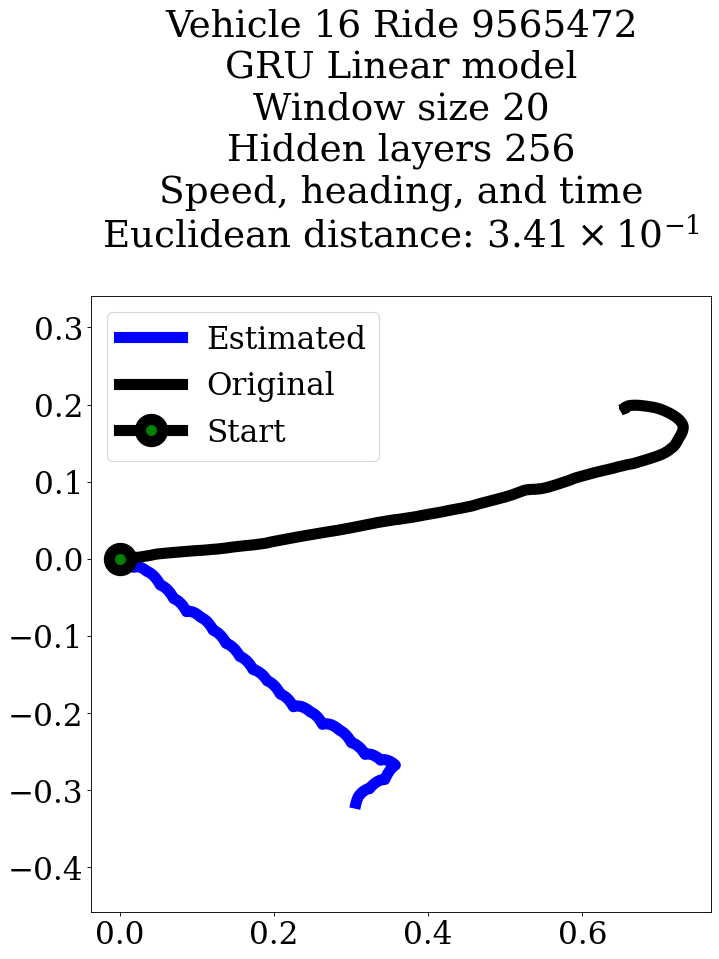 Vehicle 16 Ride 9565472
GRU Linear model
Window size 20
Hidden layers 256
Speed, heading, and time
Euclidean distance: 3.41 × 10⁻¹
Estimated
Original
Start
0.3
0.2
0.1
0.0
−0.1
−0.2
−0.3
−0.4
0.0 0.2 0.4 0.6